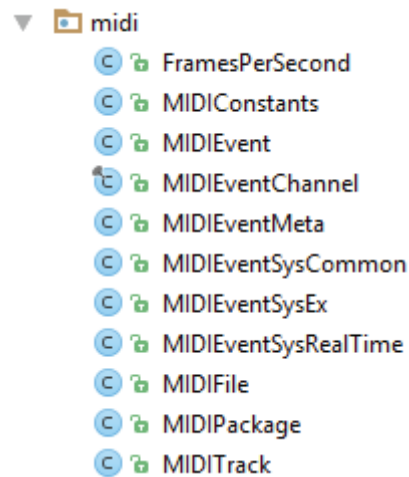 midi
C FramesPerSecond
C MIDIConstants
C MIDIEvent
C MIDIEventChannel
C MIDIEventMeta
C MIDIEventSysCommon
C MIDIEventSysEx
C MIDIEventSysRealTime
C MIDIFile
C MIDIPackage
C MIDITrack